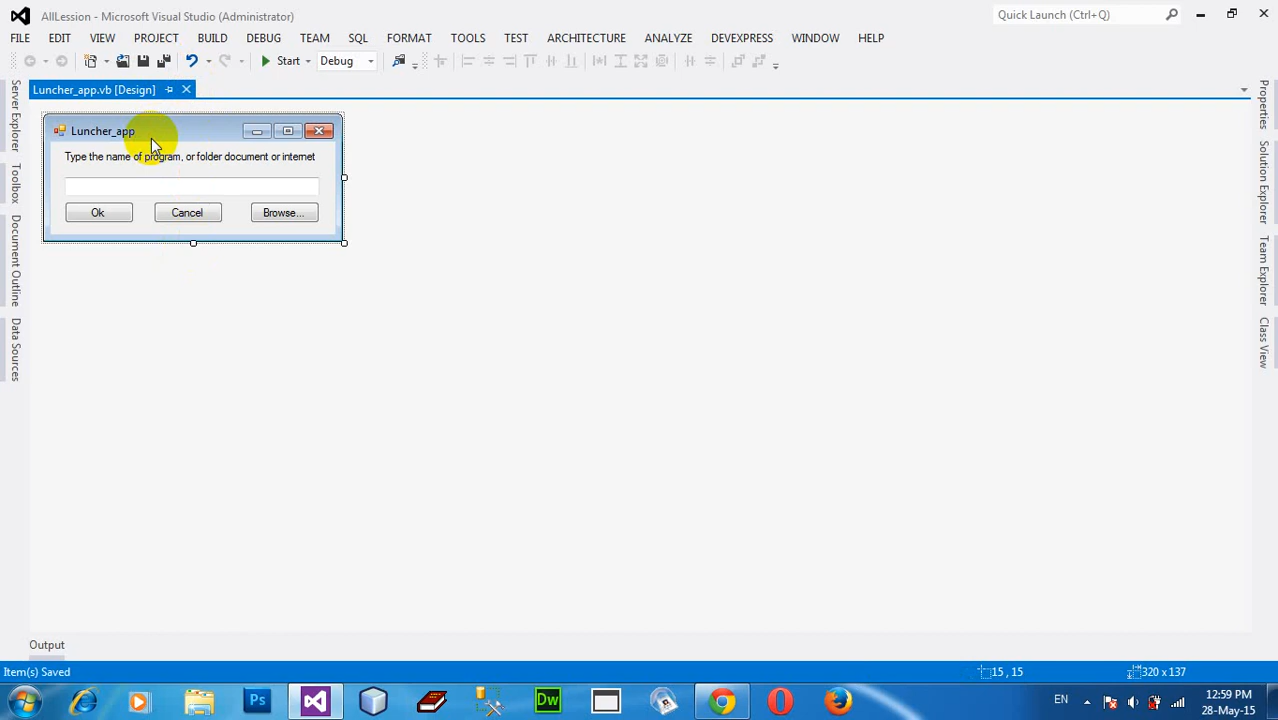 AllLession - Microsoft Visual Studio (Administrator)
Quick Launch (Ctrl+Q)
FILE EDIT VIEW PROJECT BUILD DEBUG TEAM SQL FORMAT TOOLS TEST ARCHITECTURE ANALYZE DEVEXPRESS WINDOW HELP
Start Debug
Luncher_app.vb [Design]
Server Explorer
Toolbox
Document Outline
Data Sources
Luncher_app
Type the name of program, or folder document or internet
Ok Cancel Browse...
Properties
Solution Explorer
Team Explorer
Class View
Output
Item(s) Saved 15 , 15 320 x 137
Ps Dw EN 12:59 PM
28-May-15